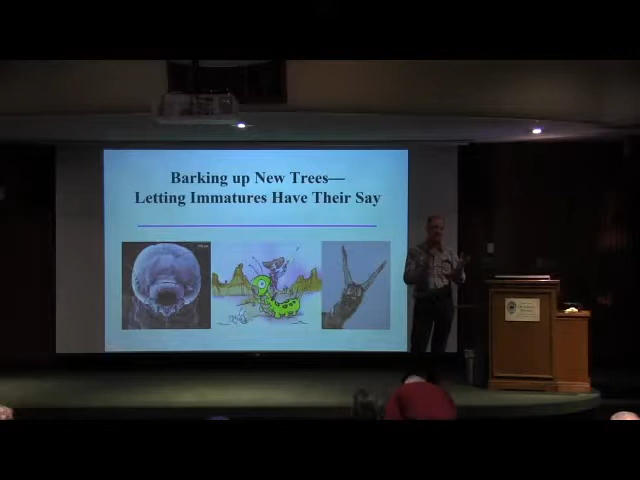 Barking up New Trees—
Letting Immatures Have Their Say